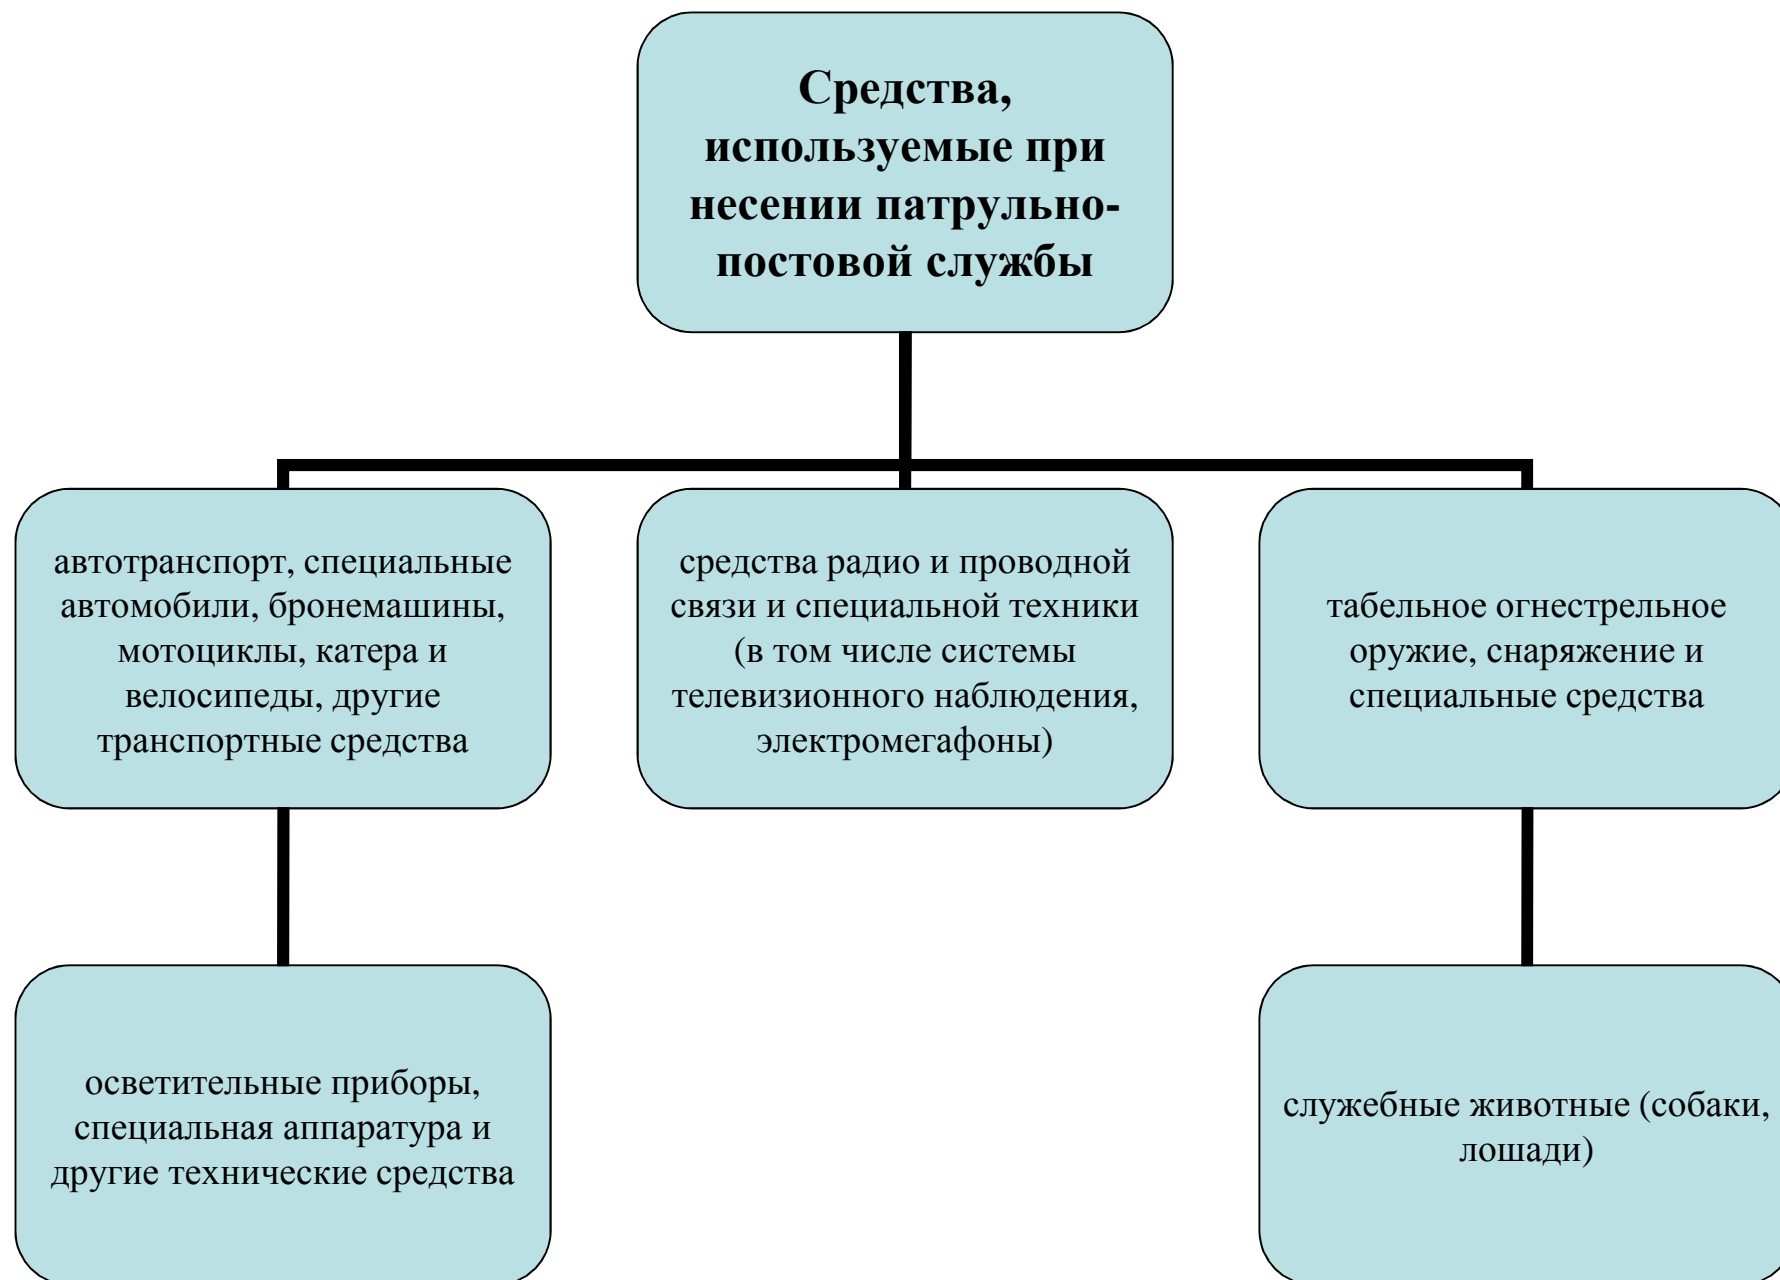 Средства,
используемые при
несении патрульно-
постовой службы
автотранспорт, специальные
автомобили, бронемашины,
мотоциклы, катера и
велосипеды, другие
транспортные средства
средства радио и проводной
связи и специальной техники
(в том числе системы
телевизионного наблюдения,
электромегафоны)
табельное огнестрельное
оружие, снаряжение и
специальные средства
осветительные приборы,
специальная аппаратура и
другие технические средства
служебные животные (собаки,
лошади)